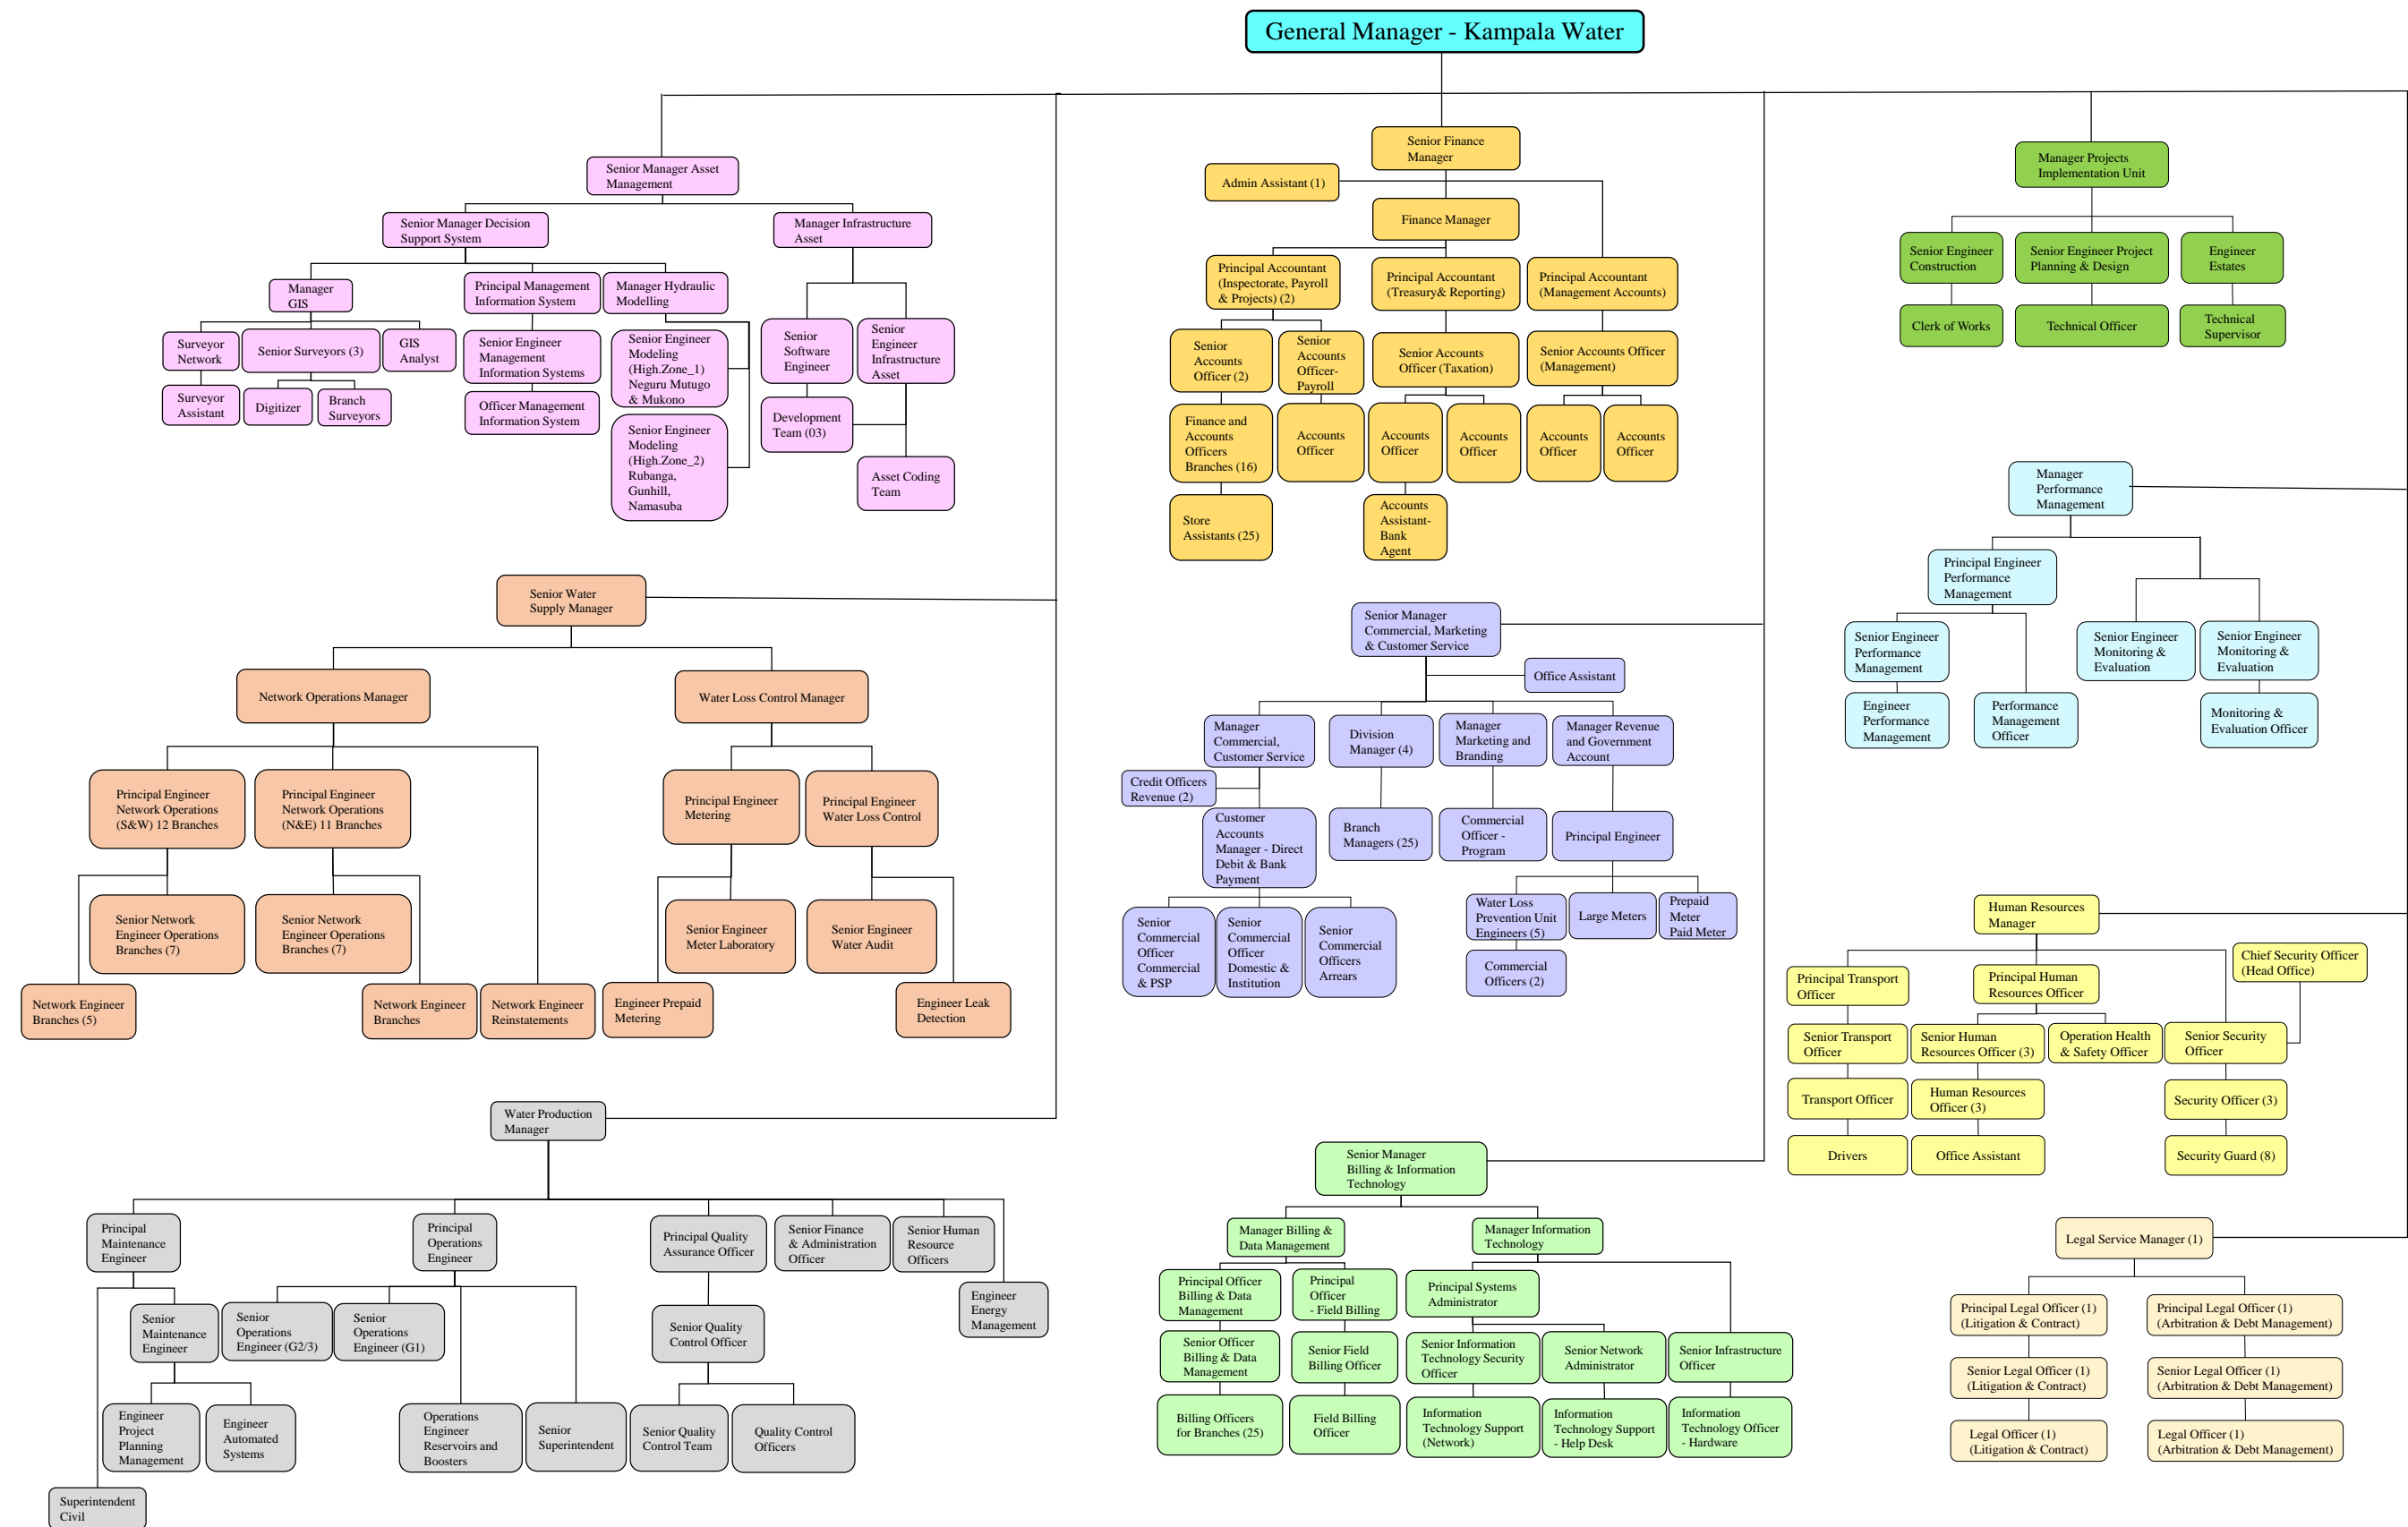 General Manager - Kampala Water
Senior Manager Asset
Management
Senior Manager Decision
Support System
Manager Infrastructure
Asset
Manager
GIS
Principal Management
Information System
Manager Hydraulic
Modelling
Surveyor
Network
Senior Surveyors (3)
GIS
Analyst
Senior Engineer
Management
Information Systems
Senior Engineer
Modeling
(High.Zone_1)
Neguru Mutugo
& Mukono
Senior
Software
Engineer
Senior
Engineer
Infrastructure
Asset
Surveyor
Assistant
Digitizer
Branch
Surveyors
Officer Management
Information System
Senior Engineer
Modeling
(High.Zone_2)
Rubanga,
Gunhill,
Namasuba
Development
Team (03)
Asset Coding
Team
Senior Finance
Manager
Admin Assistant (1)
Finance Manager
Principal Accountant
(Inspectorate, Payroll
& Projects) (2)
Principal Accountant
(Treasury& Reporting)
Principal Accountant
(Management Accounts)
Senior
Accounts
Officer (2)
Senior
Accounts
Officer-
Payroll
Senior Accounts
Officer (Taxation)
Senior Accounts Officer
(Management)
Finance and
Accounts
Officers
Branches (16)
Accounts
Officer
Accounts
Officer
Accounts
Officer
Accounts
Officer
Accounts
Officer
Store
Assistants (25)
Accounts
Assistant-
Bank
Agent
Manager Projects
Implementation Unit
Senior Engineer
Construction
Senior Engineer Project
Planning & Design
Engineer
Estates
Clerk of Works
Technical Officer
Technical
Supervisor
Manager
Performance
Management
Principal Engineer
Performance
Management
Senior Engineer
Performance
Management
Senior Engineer
Monitoring &
Evaluation
Senior Engineer
Monitoring &
Evaluation
Engineer
Performance
Management
Performance
Management
Officer
Monitoring &
Evaluation Officer
Senior Water
Supply Manager
Network Operations Manager
Water Loss Control Manager
Principal Engineer
Network Operations
(S&W) 12 Branches
Principal Engineer
Network Operations
(N&E) 11 Branches
Principal Engineer
Metering
Principal Engineer
Water Loss Control
Senior Network
Engineer Operations
Branches (7)
Senior Network
Engineer Operations
Branches (7)
Senior Engineer
Meter Laboratory
Senior Engineer
Water Audit
Network Engineer
Branches (5)
Network Engineer
Branches
Network Engineer
Reinstatements
Engineer Prepaid
Metering
Engineer Leak
Detection
Senior Manager
Commercial, Marketing
& Customer Service
Office Assistant
Manager
Commercial,
Customer Service
Division
Manager (4)
Manager
Marketing and
Branding
Manager Revenue
and Government
Account
Credit Officers
Revenue (2)
Customer
Accounts
Manager - Direct
Debit & Bank
Payment
Branch
Managers (25)
Commercial
Officer -
Program
Principal Engineer
Senior
Commercial
Officer
Commercial
& PSP
Senior
Commercial
Officer
Domestic &
Institution
Senior
Commercial
Officers
Arrears
Water Loss
Prevention Unit
Engineers (5)
Large Meters
Prepaid
Meter
Paid Meter
Commercial
Officers (2)
Human Resources
Manager
Chief Security Officer
(Head Office)
Principal Transport
Officer
Principal Human
Resources Officer
Senior Transport
Officer
Senior Human
Resources Officer (3)
Operation Health
& Safety Officer
Senior Security
Officer
Transport Officer
Human Resources
Officer (3)
Security Officer (3)
Drivers
Office Assistant
Security Guard (8)
Water Production
Manager
Principal
Maintenance
Engineer
Principal
Operations
Engineer
Principal Quality
Assurance Officer
Senior Finance
& Administration
Officer
Senior Human
Resource
Officers
Engineer
Energy
Management
Senior
Maintenance
Engineer
Senior
Operations
Engineer (G2/3)
Senior
Operations
Engineer (G1)
Senior Quality
Control Officer
Engineer
Project
Planning
Management
Engineer
Automated
Systems
Operations
Engineer
Reservoirs and
Boosters
Senior
Superintendent
Senior Quality
Control Team
Quality Control
Officers
Superintendent
Civil
Senior Manager
Billing & Information
Technology
Manager Billing &
Data Management
Manager Information
Technology
Principal Officer
Billing & Data
Management
Principal
Officer
- Field Billing
Principal Systems
Administrator
Senior Officer
Billing & Data
Management
Senior Field
Billing Officer
Senior Information
Technology Security
Officer
Senior Network
Administrator
Senior Infrastructure
Officer
Billing Officers
for Branches (25)
Field Billing
Officer
Information
Technology Support
(Network)
Information
Technology Support
- Help Desk
Information
Technology Officer
- Hardware
Legal Service Manager (1)
Principal Legal Officer (1)
(Litigation & Contract)
Principal Legal Officer (1)
(Arbitration & Debt Management)
Senior Legal Officer (1)
(Litigation & Contract)
Senior Legal Officer (1)
(Arbitration & Debt Management)
Legal Officer (1)
(Litigation & Contract)
Legal Officer (1)
(Arbitration & Debt Management)